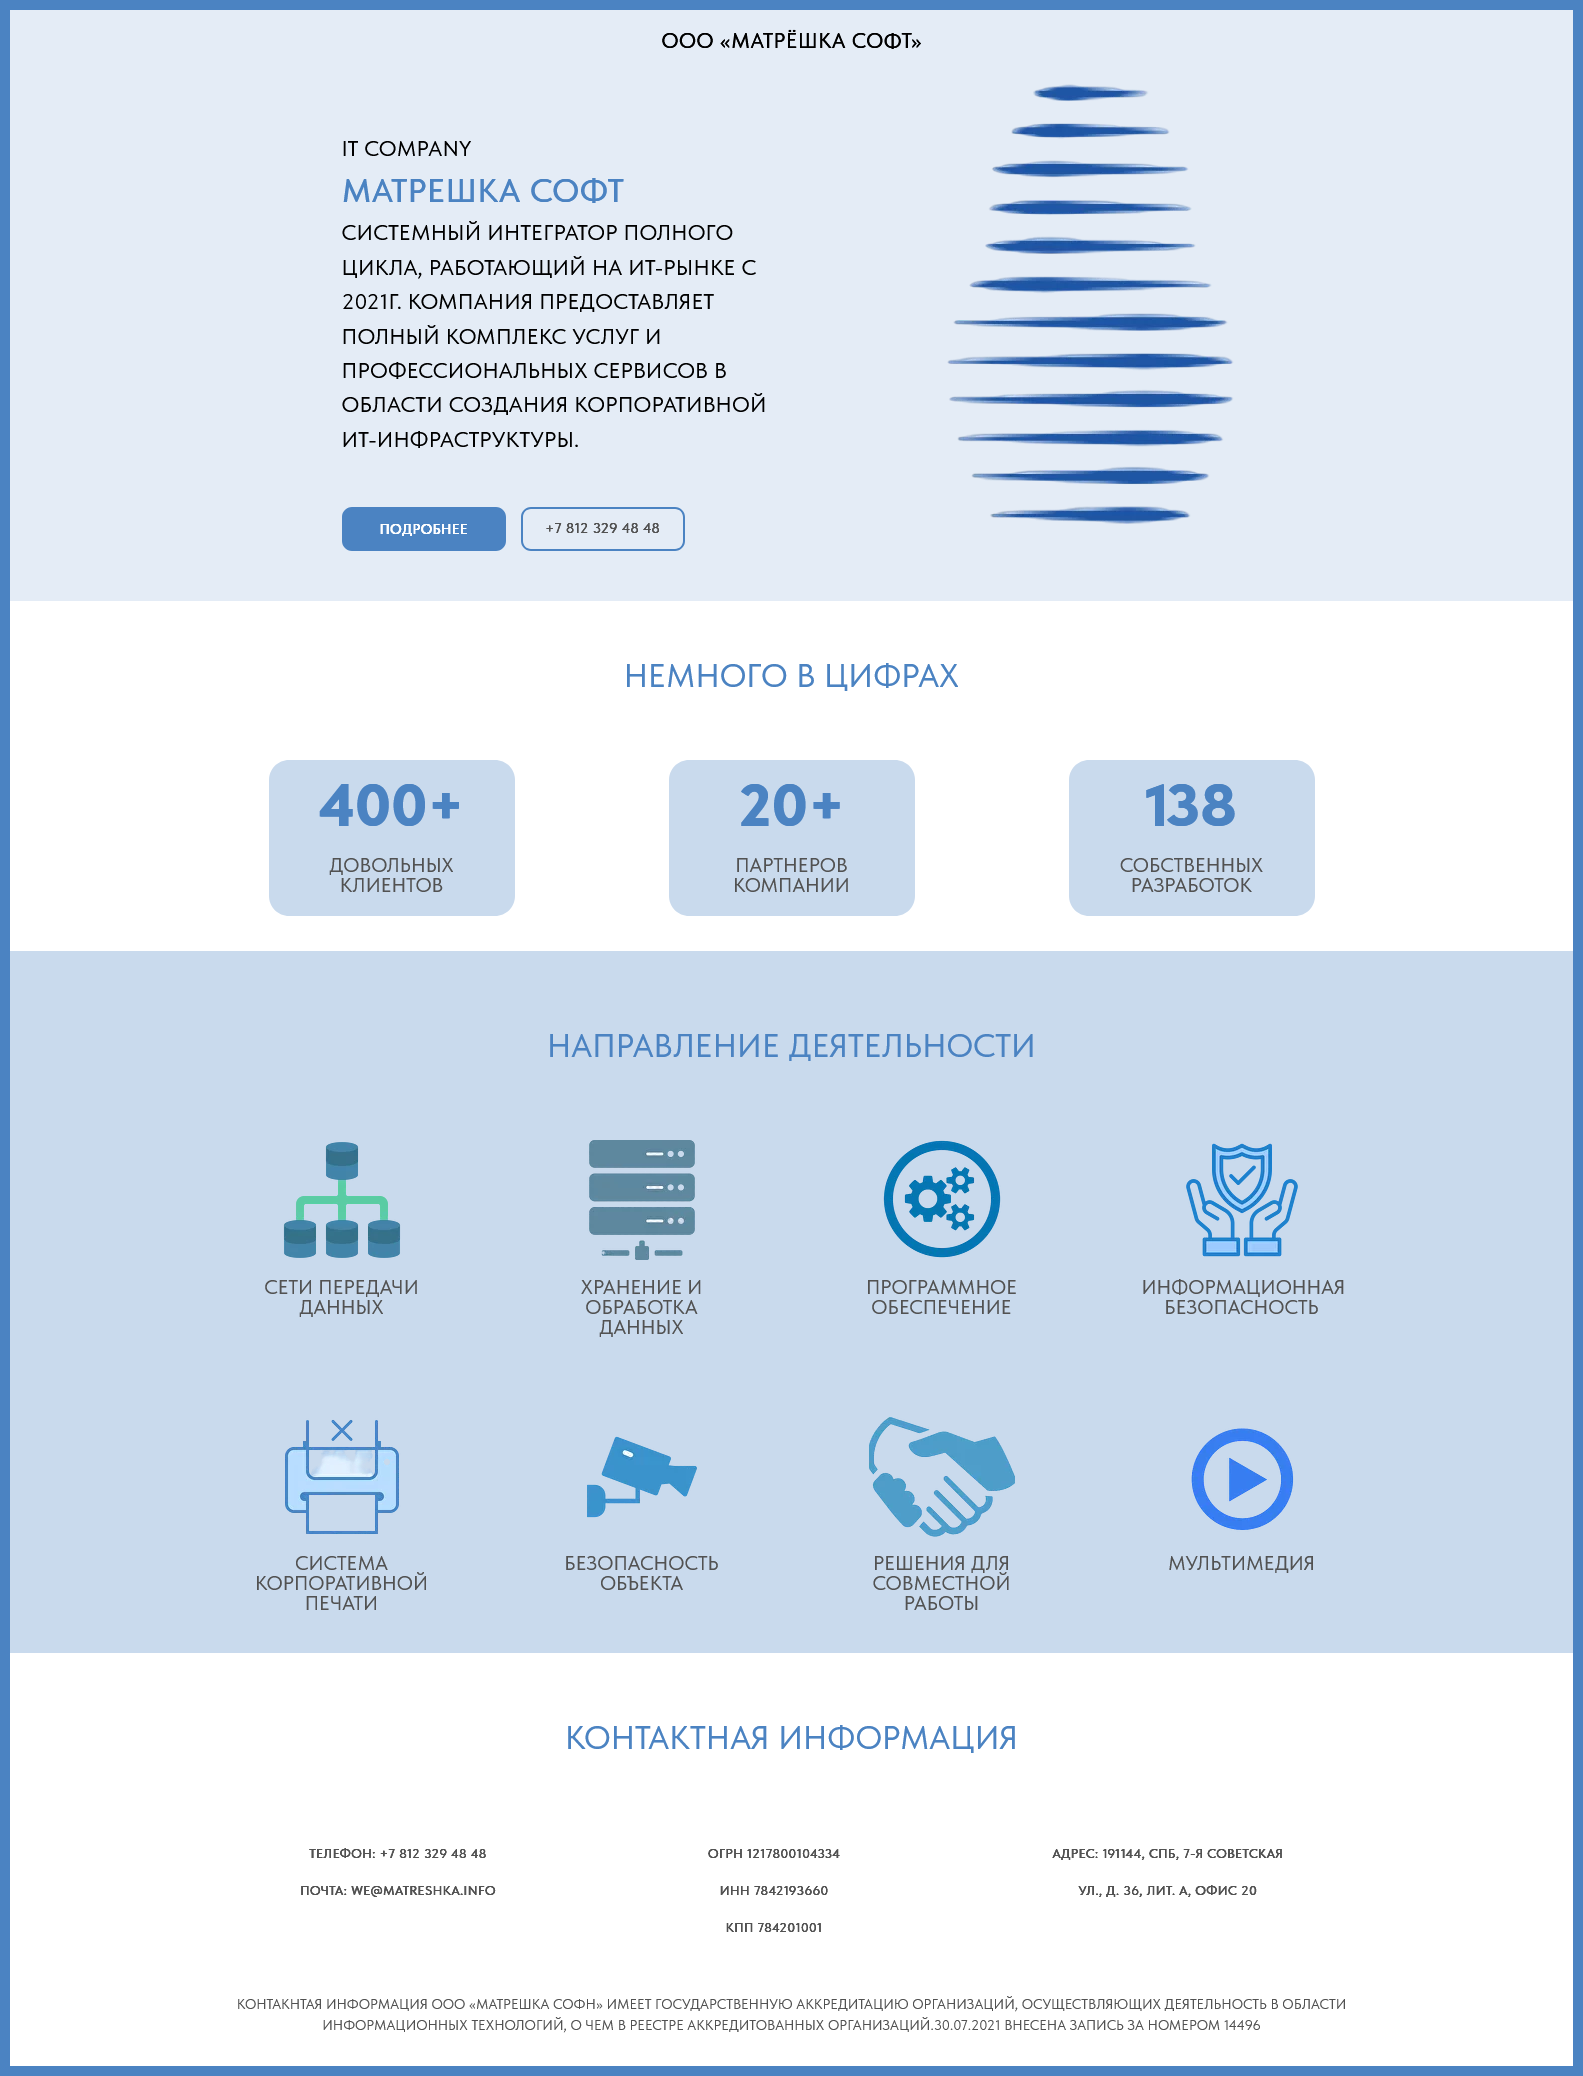 ООО «МАТРЁШКА СОФТ»
IT COMPANY
МАТРЕШКА СОФТ
СИСТЕМНЫЙ ИНТЕГРАТОР ПОЛНОГО
ЦИКЛА, РАБОТАЮЩИЙ НА ИТ-РЫНКЕ С
2021Г. КОМПАНИЯ ПРЕДОСТАВЛЯЕТ
ПОЛНЫЙ КОМПЛЕКС УСЛУГ И
ПРОФЕССИОНАЛЬНЫХ СЕРВИСОВ В
ОБЛАСТИ СОЗДАНИЯ КОРПОРАТИВНОЙ
ИТ-ИНФРАСТРУКТУРЫ.
ПОДРОБНЕЕ
+7 812 329 48 48
НЕМНОГО В ЦИФРАХ
400+
ДОВОЛЬНЫХ
КЛИЕНТОВ
20+
ПАРТНЕРОВ
КОМПАНИИ
138
СОБСТВЕННЫХ
РАЗРАБОТОК
НАПРАВЛЕНИЕ ДЕЯТЕЛЬНОСТИ
СЕТИ ПЕРЕДАЧИ
ДАННЫХ
ХРАНЕНИЕ И
ОБРАБОТКА
ДАННЫХ
ПРОГРАММНОЕ
ОБЕСПЕЧЕНИЕ
ИНФОРМАЦИОННАЯ
БЕЗОПАСНОСТЬ
СИСТЕМА
КОРПОРАТИВНОЙ
ПЕЧАТИ
БЕЗОПАСНОСТЬ
ОБЪЕКТА
РЕШЕНИЯ ДЛЯ
СОВМЕСТНОЙ
РАБОТЫ
МУЛЬТИМЕДИЯ
КОНТАКТНАЯ ИНФОРМАЦИЯ
ТЕЛЕФОН: +7 812 329 48 48
ПОЧТА: WE@MATRESHKA.INFO
ОГРН 1217800104334
ИНН 7842193660
КПП 784201001
АДРЕС: 191144, СПБ, 7-Я СОВЕТСКАЯ
УЛ., Д. 36, ЛИТ. А, ОФИС 20
КОНТАКНТАЯ ИНФОРМАЦИЯ ООО «МАТРЕШКА СОФН» ИМЕЕТ ГОСУДАРСТВЕННУЮ АККРЕДИТАЦИЮ ОРГАНИЗАЦИЙ, ОСУЩЕСТВЛЯЮЩИХ ДЕЯТЕЛЬНОСТЬ В ОБЛАСТИ
ИНФОРМАЦИОННЫХ ТЕХНОЛОГИЙ, О ЧЕМ В РЕЕСТРЕ АККРЕДИТОВАННЫХ ОРГАНИЗАЦИЙ.30.07.2021 ВНЕСЕНА ЗАПИСЬ ЗА НОМЕРОМ 14496